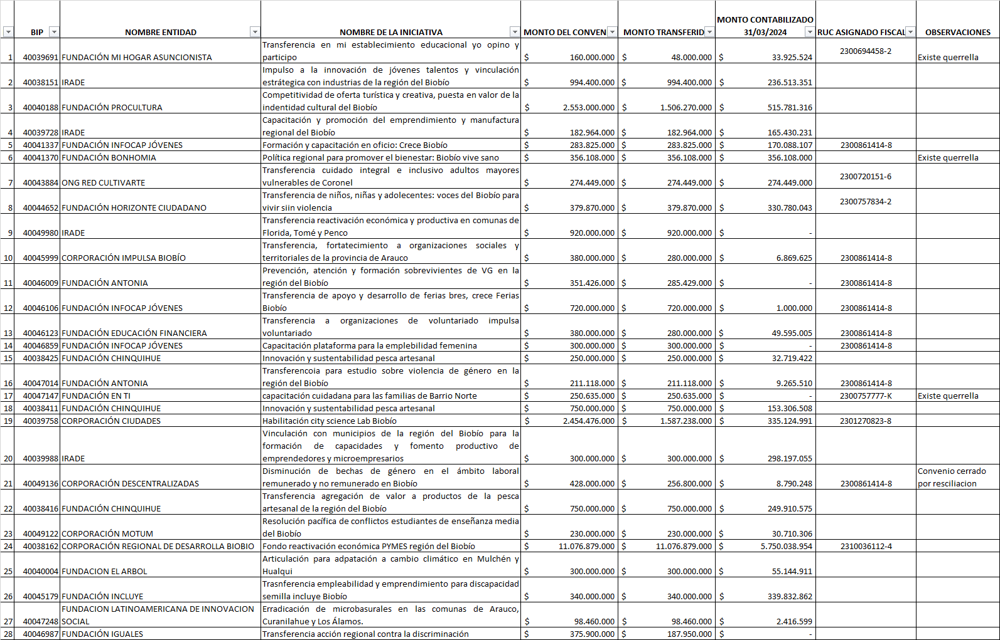 BIP NOMBRE ENTIDAD NOMBRE DE LA INICIATIVA MONTO DEL CONVEN MONTO TRANSFERID MONTO CONTABILIZADO 31/03/2024 RUC ASIGNADO FISCAL OBSERVACIONES
1 40039691 FUNDACIÓN MI HOGAR ASUNCIONISTA Transferencia en mi establecimiento educacional yo opino y participo $ 160.000.000 $ 48.000.000 $ 33.925.524 2300694458-2 Existe querrella
2 40038151 IRADE Impulso a la innovación de jóvenes talentos y vinculación estrátegica con industrias de la región del Biobío $ 994.400.000 $ 994.400.000 $ 236.513.351
3 40040188 FUNDACIÓN PROCULTURA Competitividad de oferta turística y creativa, puesta en valor de la indentidad cultural del Biobío $ 2.553.000.000 $ 1.506.270.000 $ 515.781.316
4 40039728 IRADE Capacitación y promoción del emprendimiento y manufactura regional del Biobío $ 182.964.000 $ 182.964.000 $ 165.430.231
5 40041337 FUNDACIÓN INFOCAP JÓVENES Formación y capacitación en oficio: Crece Biobío $ 283.825.000 $ 283.825.000 $ 170.088.107 2300861414-8
6 40041370 FUNDACIÓN BONHOMIA Política regional para promover el bienestar: Biobío vive sano $ 356.108.000 $ 356.108.000 $ 356.108.000 Existe querrella
7 40043884 ONG RED CULTIVARTE Transferencia cuidado integral e inclusivo adultos mayores vulnerables de Coronel $ 274.449.000 $ 274.449.000 $ 274.449.000 2300720151-6
8 40044652 FUNDACIÓN HORIZONTE CIUDADANO Transferencia de niños, niñas y adolecentes: voces del Biobío para vivir siin violencia $ 379.870.000 $ 379.870.000 $ 330.780.043 2300757834-2
9 40049980 IRADE Transferencia reactivación económica y productiva en comunas de Florida, Tomé y Penco $ 920.000.000 $ 920.000.000 $ -
10 40045999 CORPORACIÓN IMPULSA BIOBÍO Transferencia, fortatecimiento a organizaciones sociales y territoriales de la provincia de Arauco $ 380.000.000 $ 280.000.000 $ 6.869.625 2300861414-8
11 40046009 FUNDACIÓN ANTONIA Prevención, atención y formación sobrevivientes de VG en la región del Biobío $ 351.426.000 $ 285.429.000 $ - 2300861414-8
12 40046106 FUNDACIÓN INFOCAP JÓVENES Transferencia de apoyo y desarrollo de ferias bres, crece Ferias Biobío $ 720.000.000 $ 720.000.000 $ 1.000.000 2300861414-8
13 40046123 FUNDACIÓN EDUCACIÓN FINANCIERA Transferencia a organizaciones de voluntariado impulsa voluntariado $ 380.000.000 $ 280.000.000 $ 49.595.005 2300861414-8
14 40046859 FUNDACIÓN INFOCAP JÓVENES Capacitación plataforma para la emplebilidad femenina $ 300.000.000 $ 300.000.000 $ - 2300861414-8
15 40038425 FUNDACIÓN CHINQUIHUE Innovación y sustentabilidad pesca artesanal $ 250.000.000 $ 250.000.000 $ 32.719.422
16 40047014 FUNDACIÓN ANTONIA Transferencoia para estudio sobre violencia de género en la región del Biobío $ 211.118.000 $ 211.118.000 $ 9.265.510 2300861414-8
17 40047147 FUNDACIÓN EN TI capacitación cuidadana para las familias de Barrio Norte $ 250.635.000 $ 250.635.000 $ - 2300757777-K Existe querrella
18 40038411 FUNDACIÓN CHINQUIHUE Innovación y sustentabilidad pesca artesanal $ 750.000.000 $ 750.000.000 $ 153.306.508
19 40039758 CORPORACIÓN CIUDADES Habilitación city science Lab Biobío $ 2.454.476.000 $ 1.587.238.000 $ 335.124.991 2301270823-8
20 40039988 IRADE Vinculación con municipios de la región del Biobío para la formación de capacidades y fomento productivo de emprendedores y microempresarios $ 300.000.000 $ 300.000.000 $ 298.197.055
21 40049136 CORPORACIÓN DESCENTRALIZADAS Disminución de bechas de género en el ámbito laboral remunerado y no remunerado en Biobío $ 428.000.000 $ 256.800.000 $ 8.790.248 2300861414-8 Convenio cerrado por resciliacion
22 40038416 FUNDACIÓN CHINQUIHUE Transferencia agregación de valor a productos de la pesca artesanal de la región del Biobío $ 750.000.000 $ 750.000.000 $ 249.910.575
23 40049122 CORPORACIÓN MOTUM Resolución pacífica de conflictos estudiantes de enseñanza media del Biobío $ 230.000.000 $ 230.000.000 $ 30.710.306
24 40038162 CORPORACIÓN REGIONAL DE DESARROLLA BIOBIO Fondo reactivación económica PYMES región del Biobío $ 11.076.879.000 $ 11.076.879.000 $ 5.750.038.954 2310036112-4
25 40040004 FUNDACION EL ARBOL Articulación para adpatación a cambio climático en Mulchén y Hualqui $ 300.000.000 $ 300.000.000 $ 55.144.911
26 40045179 FUNDACIÓN INCLUYE Trasnferencia empleabilidad y emprendimiento para discapacidad semilla incluye Biobío $ 340.000.000 $ 340.000.000 $ 339.832.862
27 40047248 FUNDACION LATINOAMERICANA DE INNOVACION SOCIAL Erradicación de microbasurales en las comunas de Arauco, Curanilahue y Los Álamos. $ 98.460.000 $ 98.460.000 $ 2.416.599
28 40046987 FUNDACIÓN IGUALES Transferencia acción regional contra la discriminación $ 375.900.000 $ 187.950.000 $ -